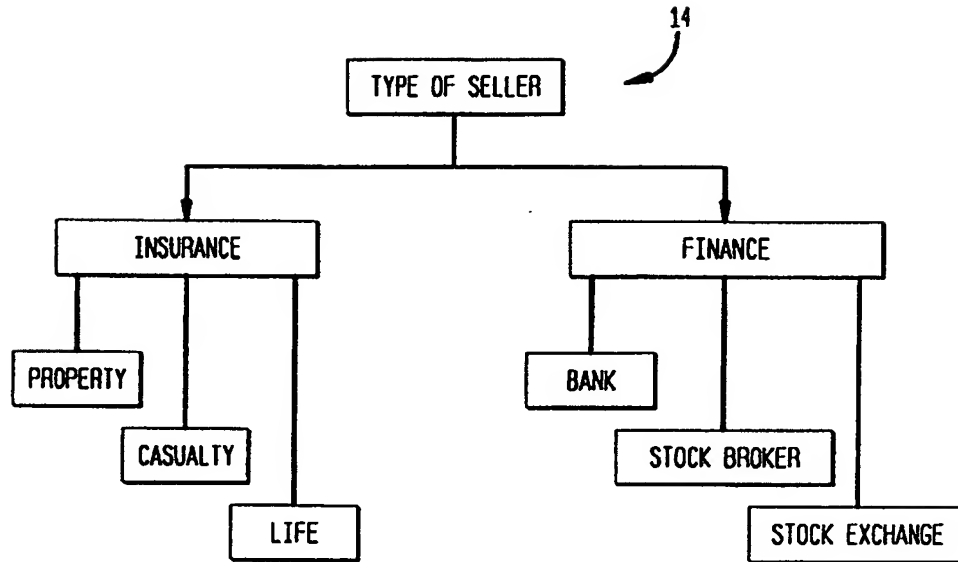 14
TYPE OF SELLER
INSURANCE
FINANCE
PROPERTY
BANK
CASUALTY
STOCK BROKER
LIFE
STOCK EXCHANGE